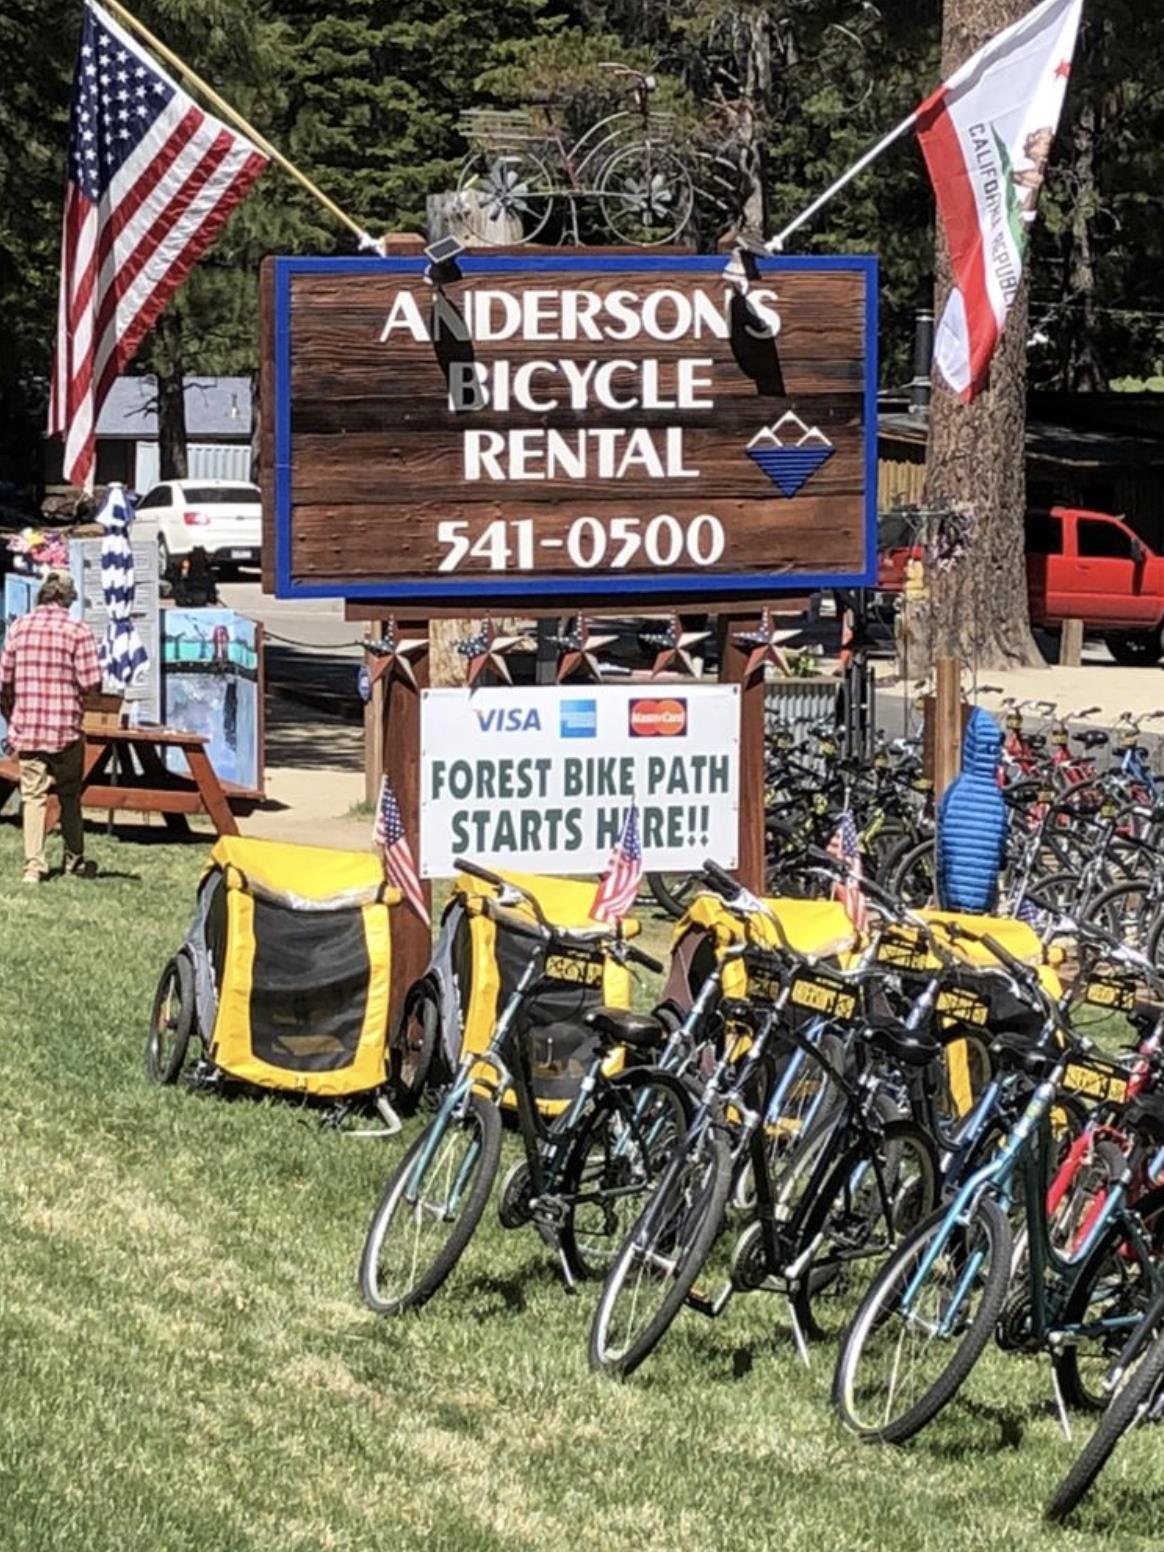 CALIFORNIA REPUBLIC
ANDERSON'S
BICYCLE
RENTAL
541-0500
VISA
MasterCard
FOREST BIKE PATH
STARTS HERE!!